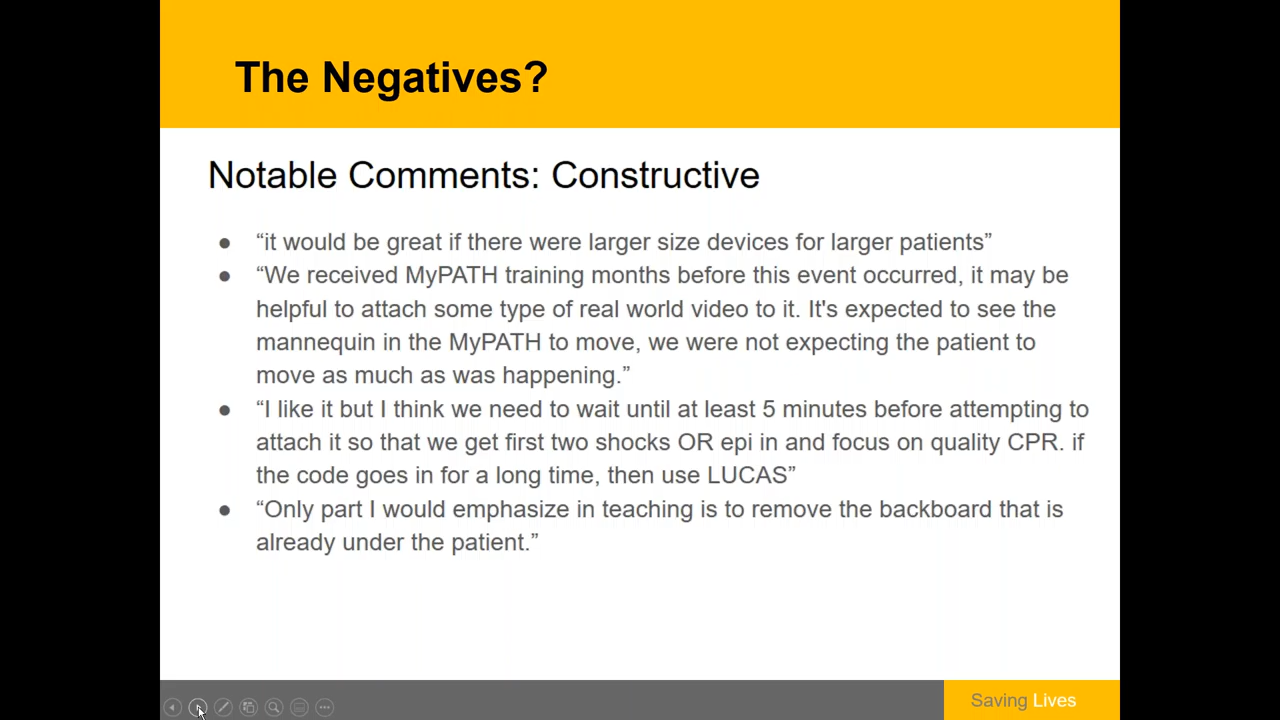 The Negatives?
Notable Comments: Constructive
● “it would be great if there were larger size devices for larger patients”
● “We received MyPATH training months before this event occurred, it may be
helpful to attach some type of real world video to it. It's expected to see the
mannequin in the MyPATH to move, we were not expecting the patient to
move as much as was happening.”
● “I like it but I think we need to wait until at least 5 minutes before attempting to
attach it so that we get first two shocks OR epi in and focus on quality CPR. if
the code goes in for a long time, then use LUCAS”
● “Only part I would emphasize in teaching is to remove the backboard that is
already under the patient.”
Saving Lives